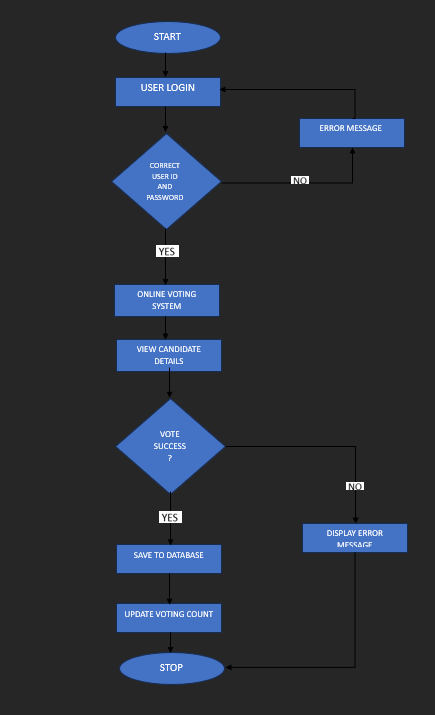 START
USER LOGIN
ERROR MESSAGE
CORRECT
USER ID
AND
PASSWORD
NO
YES
ONLINE VOTING
SYSTEM
VIEW CANDIDATE
DETAILS
VOTE
SUCCESS
?
NO
YES
DISPLAY ERROR
MESSAGE
SAVE TO DATABASE
UPDATE VOTING COUNT
STOP